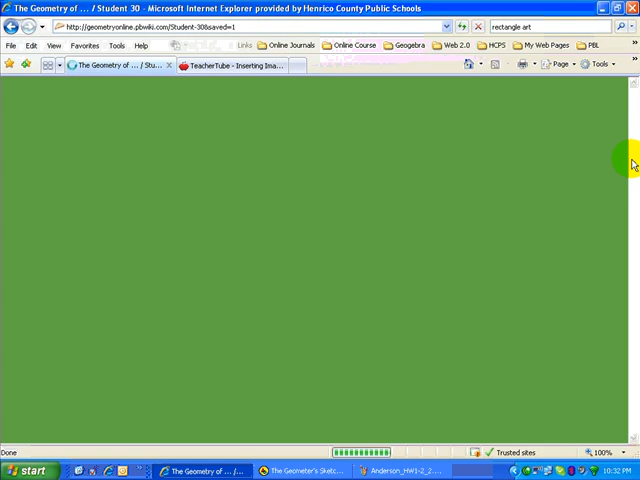 The Geometry of ... / Student 30 - Microsoft Internet Explorer provided by Henrico County Public Schools
http://geometryonline.pbwiki.com/Student-30&saved=1
rectangle art
File Edit View Favorites Tools Help
Links Online Journals Online Course Geogebra Web 2.0 HCPS My Web Pages PBL
The Geometry of ... / Stu... TeacherTube - Inserting Ima...
Page Tools
Done Trusted sites 100%
start The Geometry of ... /... The Geometer's Sketc... Anderson_HW1-2_2... 10:32 PM